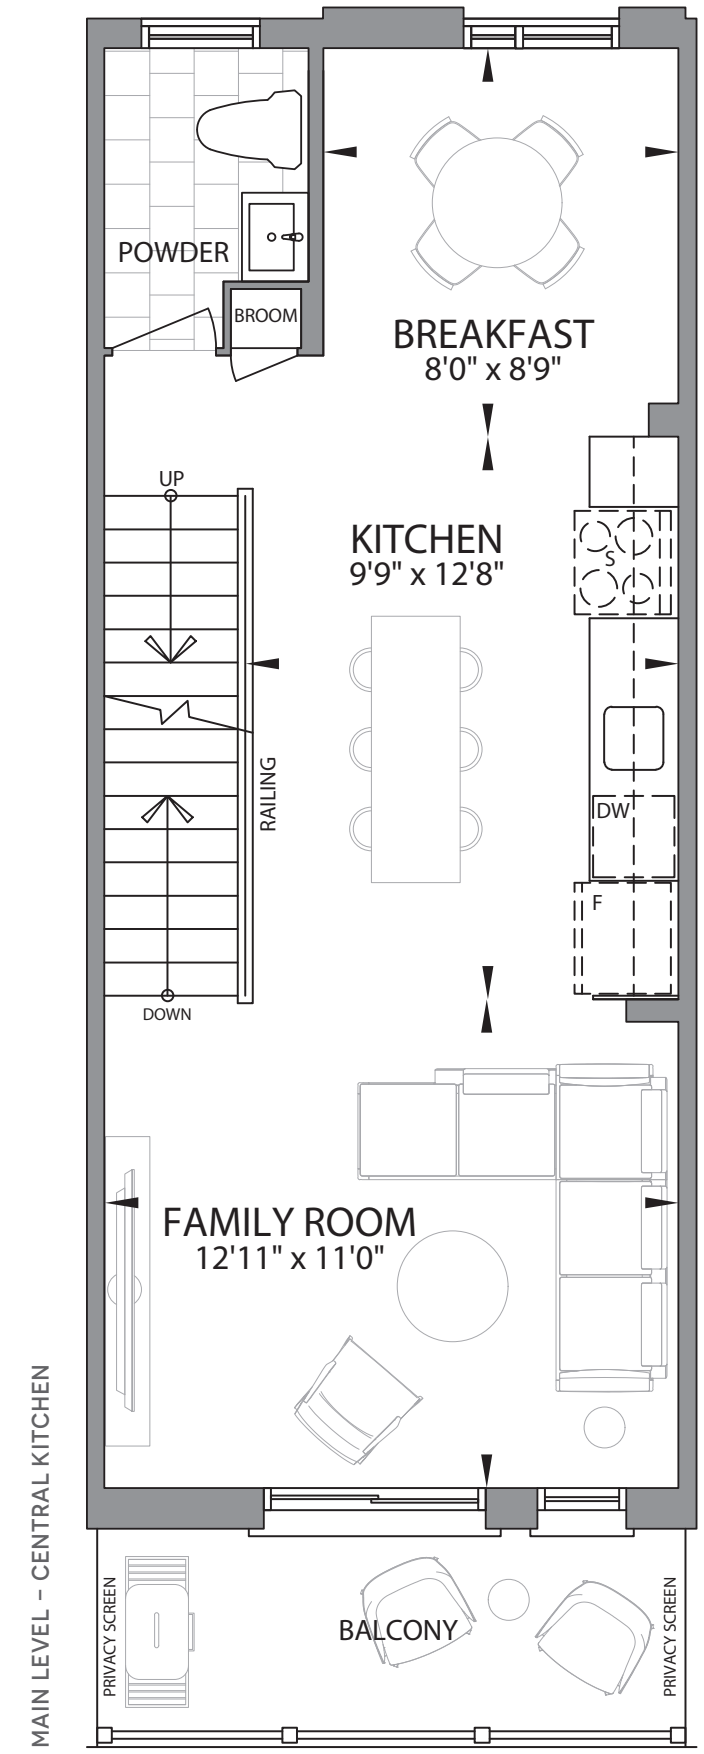 POWDER
BROOM
BREAKFAST
8'0" x 8'9"
UP
KITCHEN
9'9" x 12'8"
S
RAILING
DW
F
DOWN
FAMILY ROOM
12'11" x 11'0"
PRIVACY SCREEN
BALCONY
PRIVACY SCREEN
MAIN LEVEL – CENTRAL KITCHEN